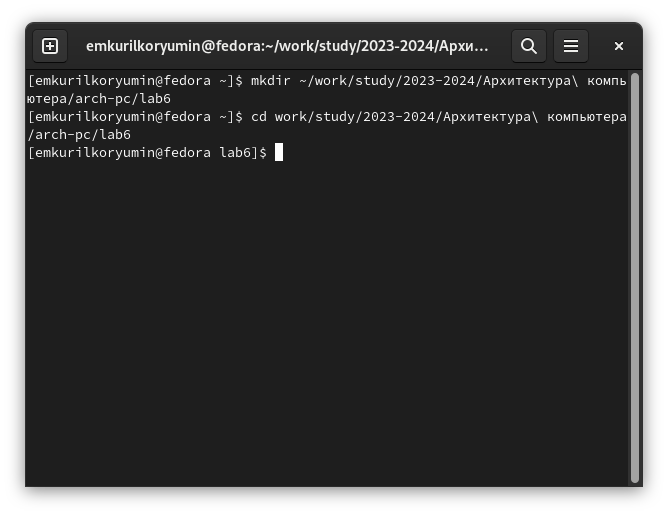 emkurilkoryumin@fedora:~/work/study/2023-2024/Архи...
[emkurilkoryumin@fedora ~]$ mkdir ~/work/study/2023-2024/Архитектура\ компь
ютера/arch-pc/lab6
[emkurilkoryumin@fedora ~]$ cd work/study/2023-2024/Архитектура\ компьютера
/arch-pc/lab6
[emkurilkoryumin@fedora lab6]$